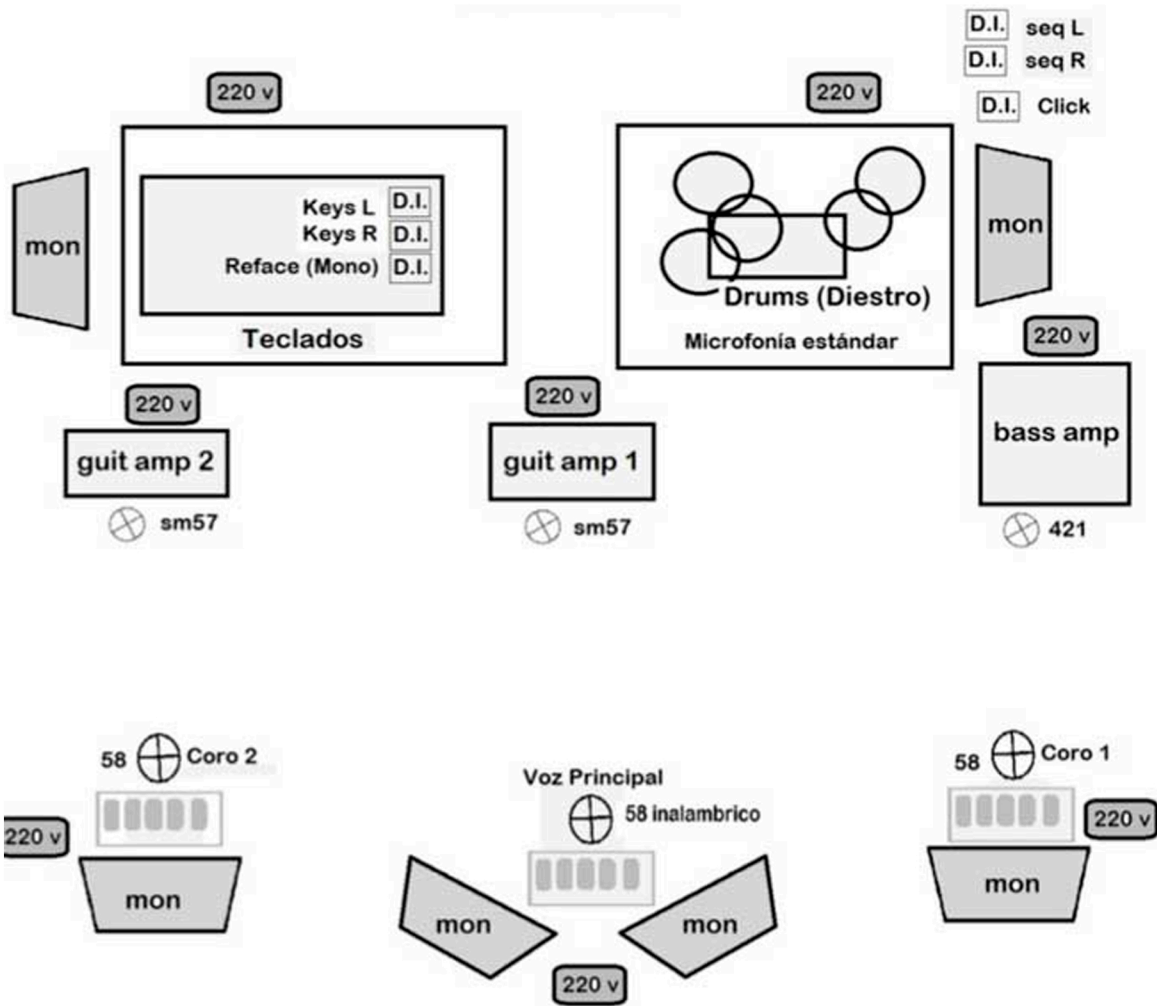 D.I. seq L
D.I. seq R
D.I. Click
220 v
220 v
mon
Keys L D.I.
Keys R D.I.
Reface (Mono) D.I.
Teclados
Drums (Diestro)
Microfonía estándar
mon
220 v
220 v
220 v
guit amp 2
guit amp 1
bass amp
sm57
sm57
421
58 Coro 2
Voz Principal
58 inalambrico
58 Coro 1
220 v
220 v
mon
mon
mon
mon
220 v